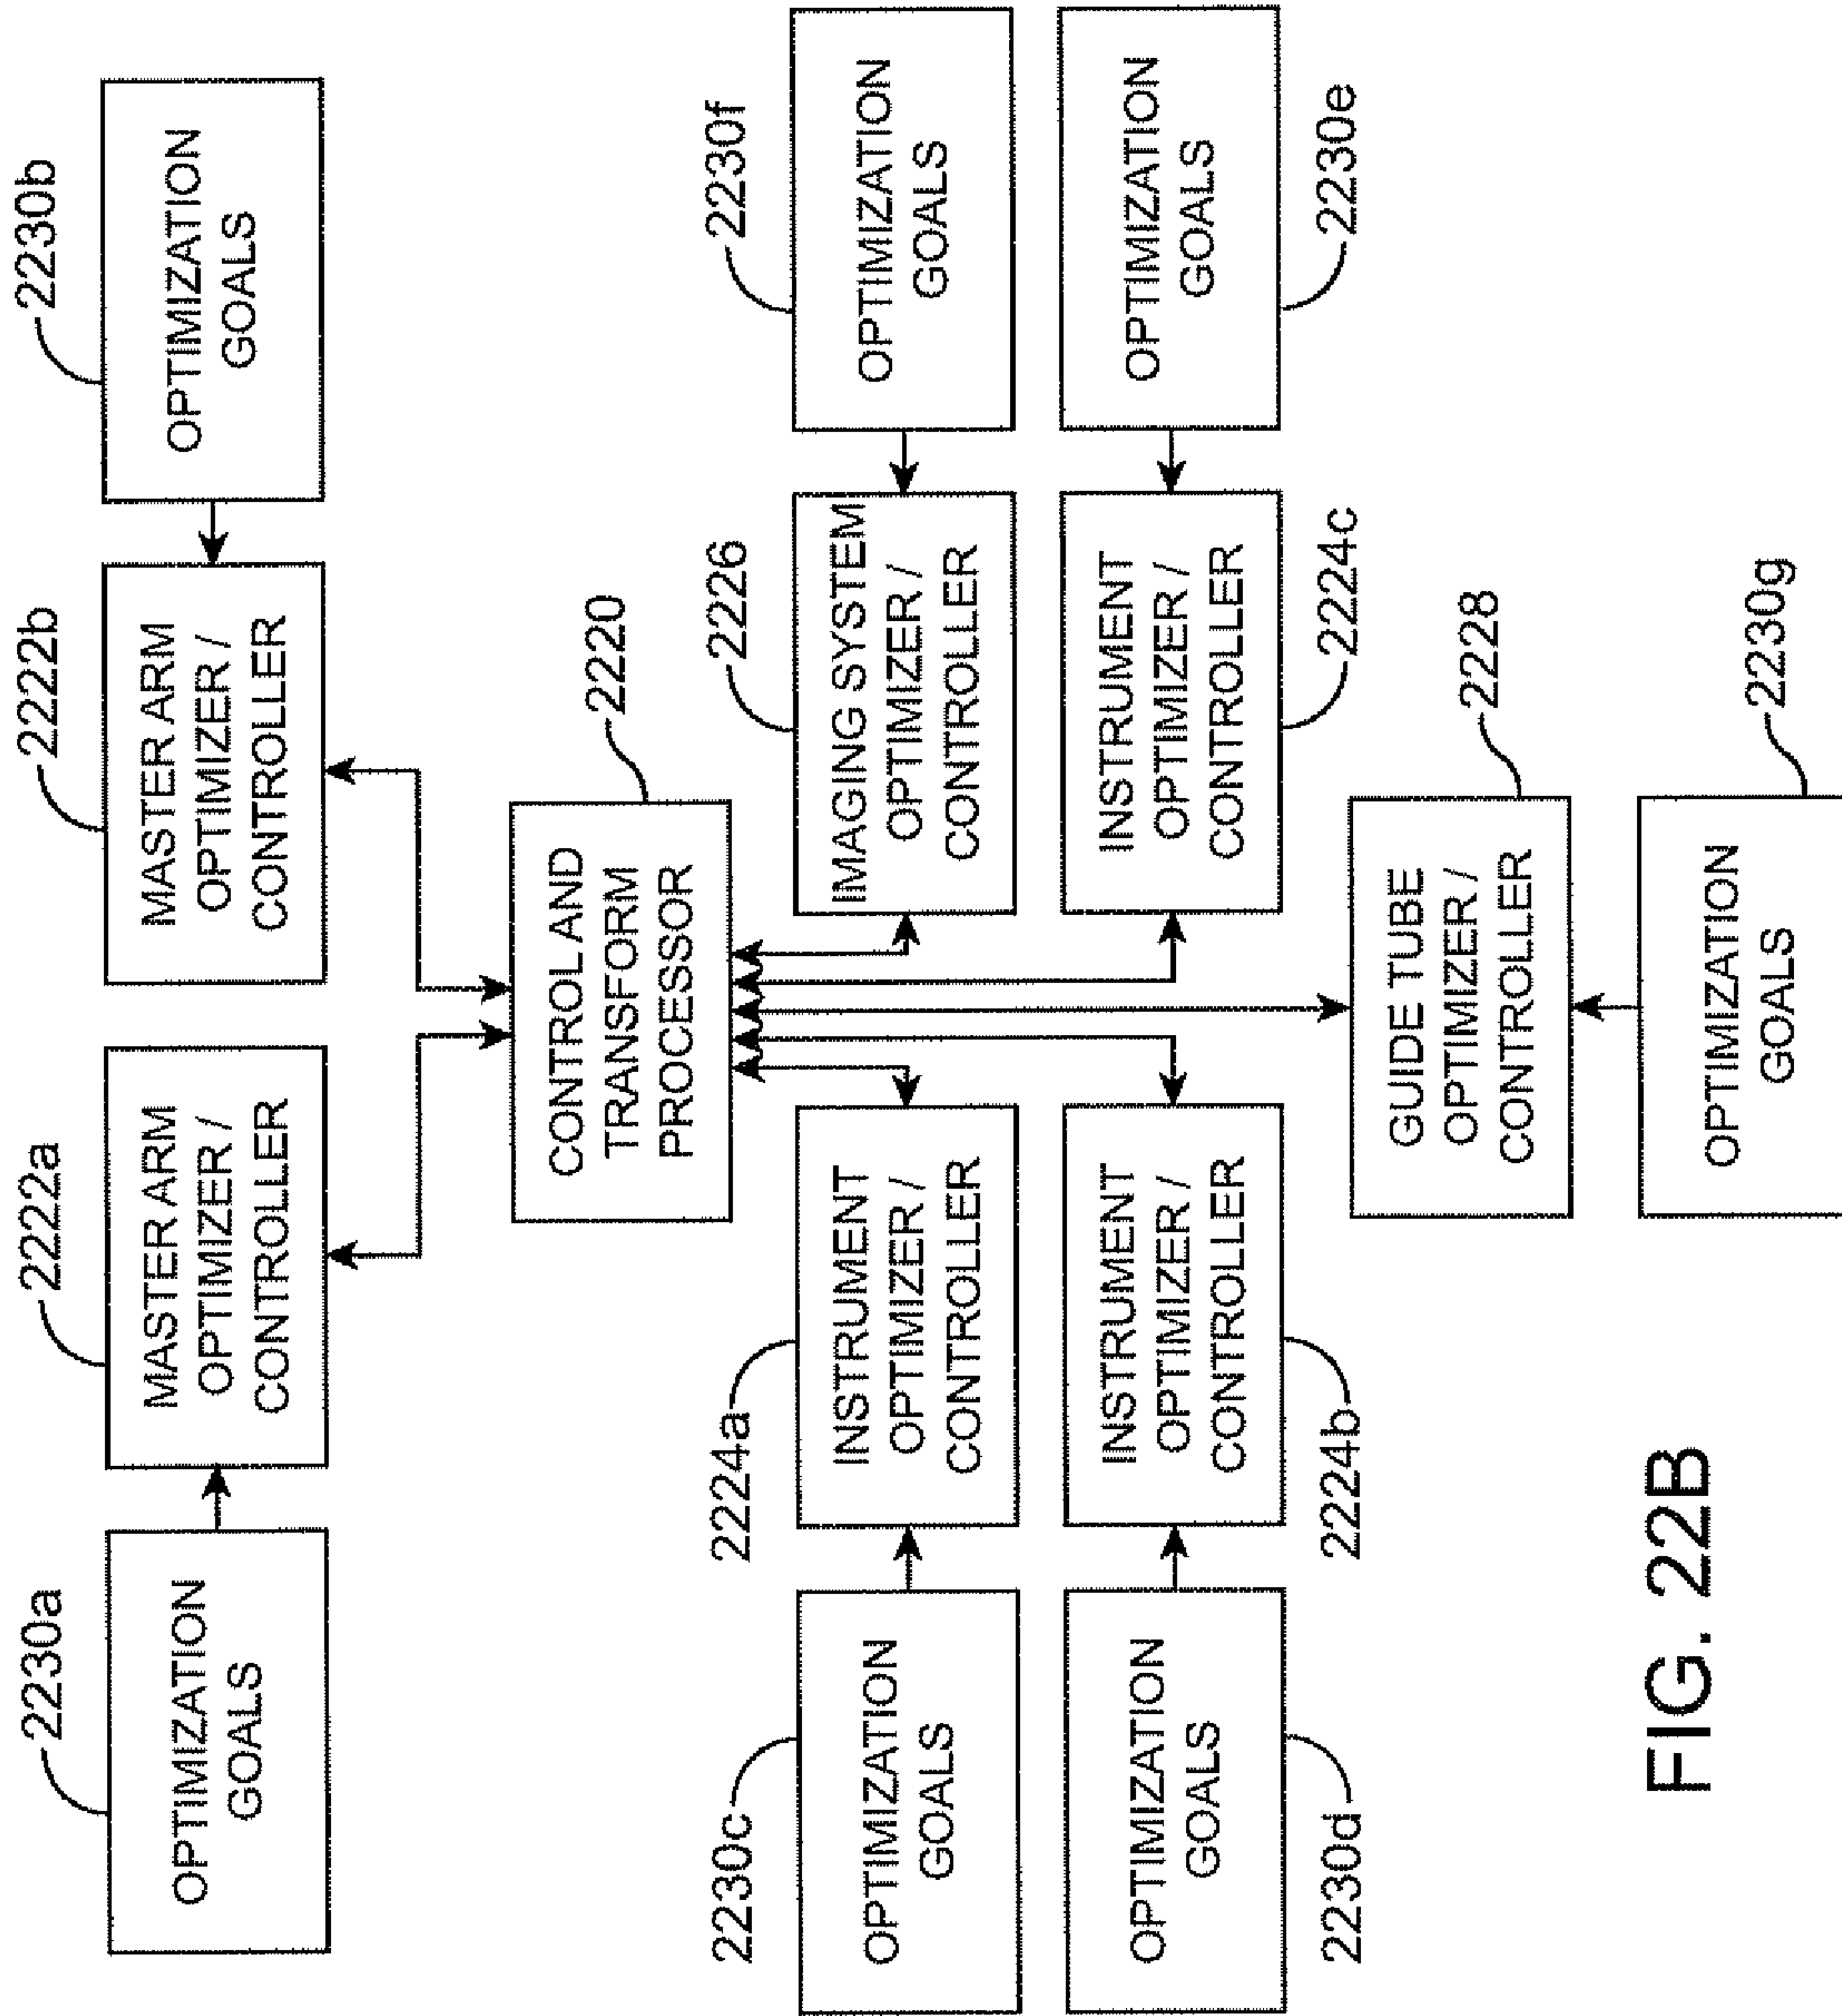 2230a
OPTIMIZATION
GOALS
2222a
MASTER ARM
OPTIMIZER /
CONTROLLER
2222b
MASTER ARM
OPTIMIZER /
CONTROLLER
2230b
OPTIMIZATION
GOALS
CONTROL AND
TRANSFORM
PROCESSOR
2220
2230c
OPTIMIZATION
GOALS
2224a
INSTRUMENT
OPTIMIZER /
CONTROLLER
2226
IMAGING SYSTEM
OPTIMIZER /
CONTROLLER
2230f
OPTIMIZATION
GOALS
OPTIMIZATION
GOALS
2230d
INSTRUMENT
OPTIMIZER /
CONTROLLER
2224b
INSTRUMENT
OPTIMIZER /
CONTROLLER
2224c
OPTIMIZATION
GOALS
2230e
GUIDE TUBE
OPTIMIZER /
CONTROLLER
2228
OPTIMIZATION
GOALS
2230g
FIG. 22B